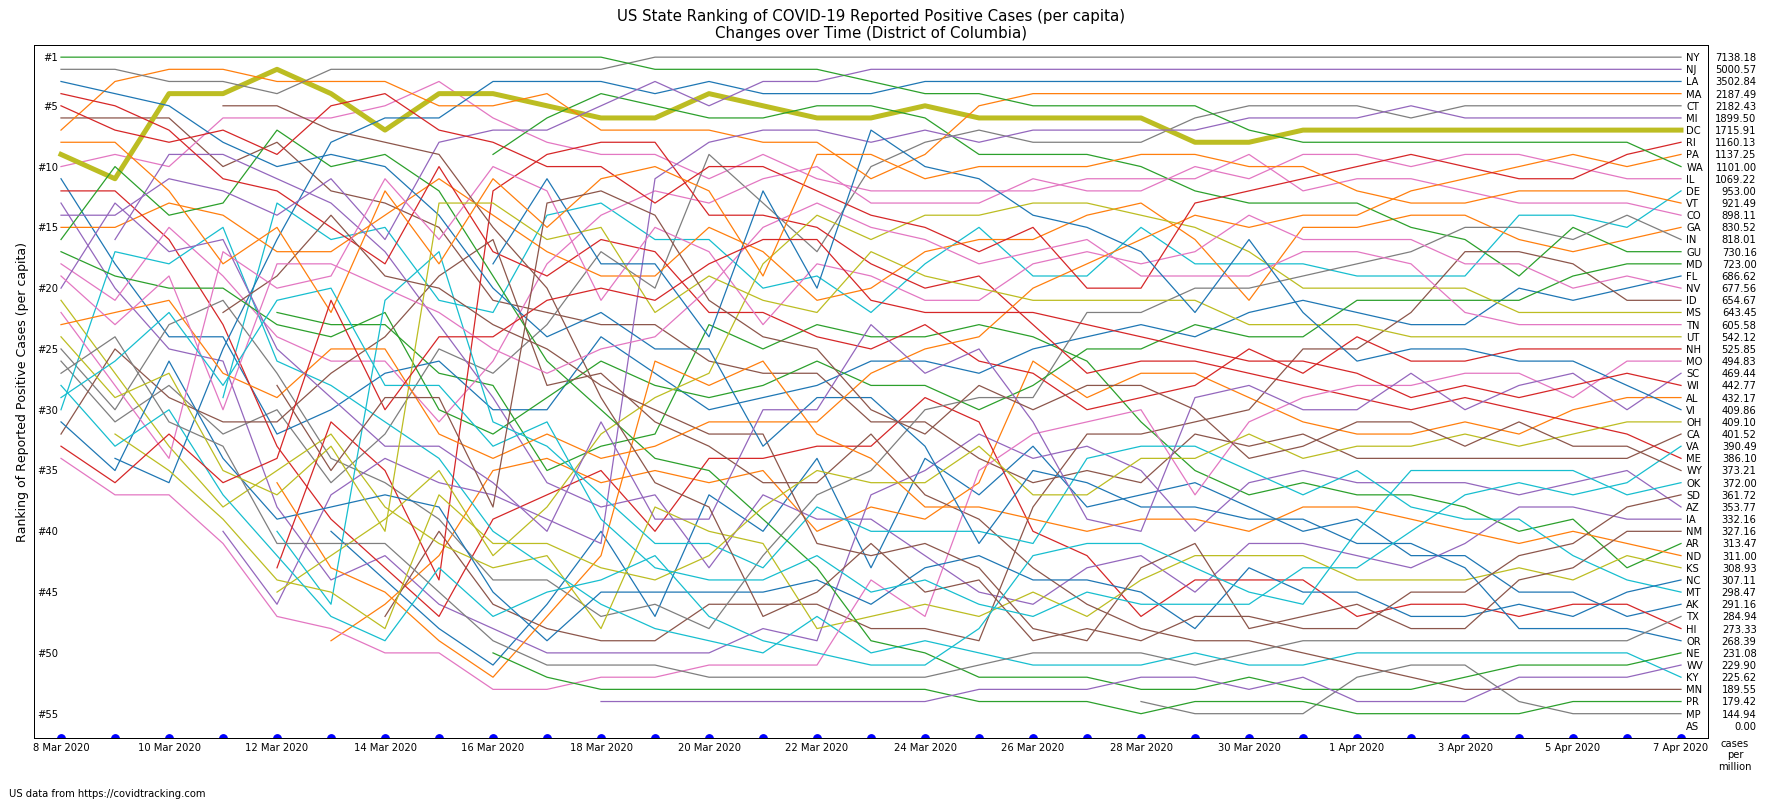 US State Ranking of COVID-19 Reported Positive Cases (per capita)
Changes over Time (District of Columbia)
Ranking of Reported Positive Cases (per capita)
#1
#5
#10
#15
#20
#25
#30
#35
#40
#45
#50
#55
NY 7138.18
NJ 5000.57
LA 3502.84
MA 2187.49
CT 2182.43
MI 1899.50
DC 1715.91
RI 1160.13
PA 1137.25
WA 1101.00
IL 1069.22
DE 953.00
VT 921.49
CO 898.11
GA 830.52
IN 818.01
GU 730.16
MD 723.00
FL 686.62
NV 677.56
ID 654.67
MS 643.45
TN 605.58
UT 542.12
NH 525.85
MO 494.83
SC 469.44
WI 442.77
AL 432.17
VI 409.86
OH 409.10
CA 401.52
VA 390.49
ME 386.10
WY 373.21
OK 372.00
SD 361.72
AZ 353.77
IA 332.16
NM 327.16
AR 313.47
ND 311.00
KS 308.93
NC 307.11
MT 298.47
AK 291.16
TX 284.94
HI 273.33
OR 268.39
NE 231.08
WV 229.90
KY 225.62
MN 189.55
PR 179.42
MP 144.94
AS 0.00
8 Mar 2020 10 Mar 2020 12 Mar 2020 14 Mar 2020 16 Mar 2020 18 Mar 2020 20 Mar 2020 22 Mar 2020 24 Mar 2020 26 Mar 2020 28 Mar 2020 30 Mar 2020 1 Apr 2020 3 Apr 2020 5 Apr 2020 7 Apr 2020
cases
per
million
US data from https://covidtracking.com